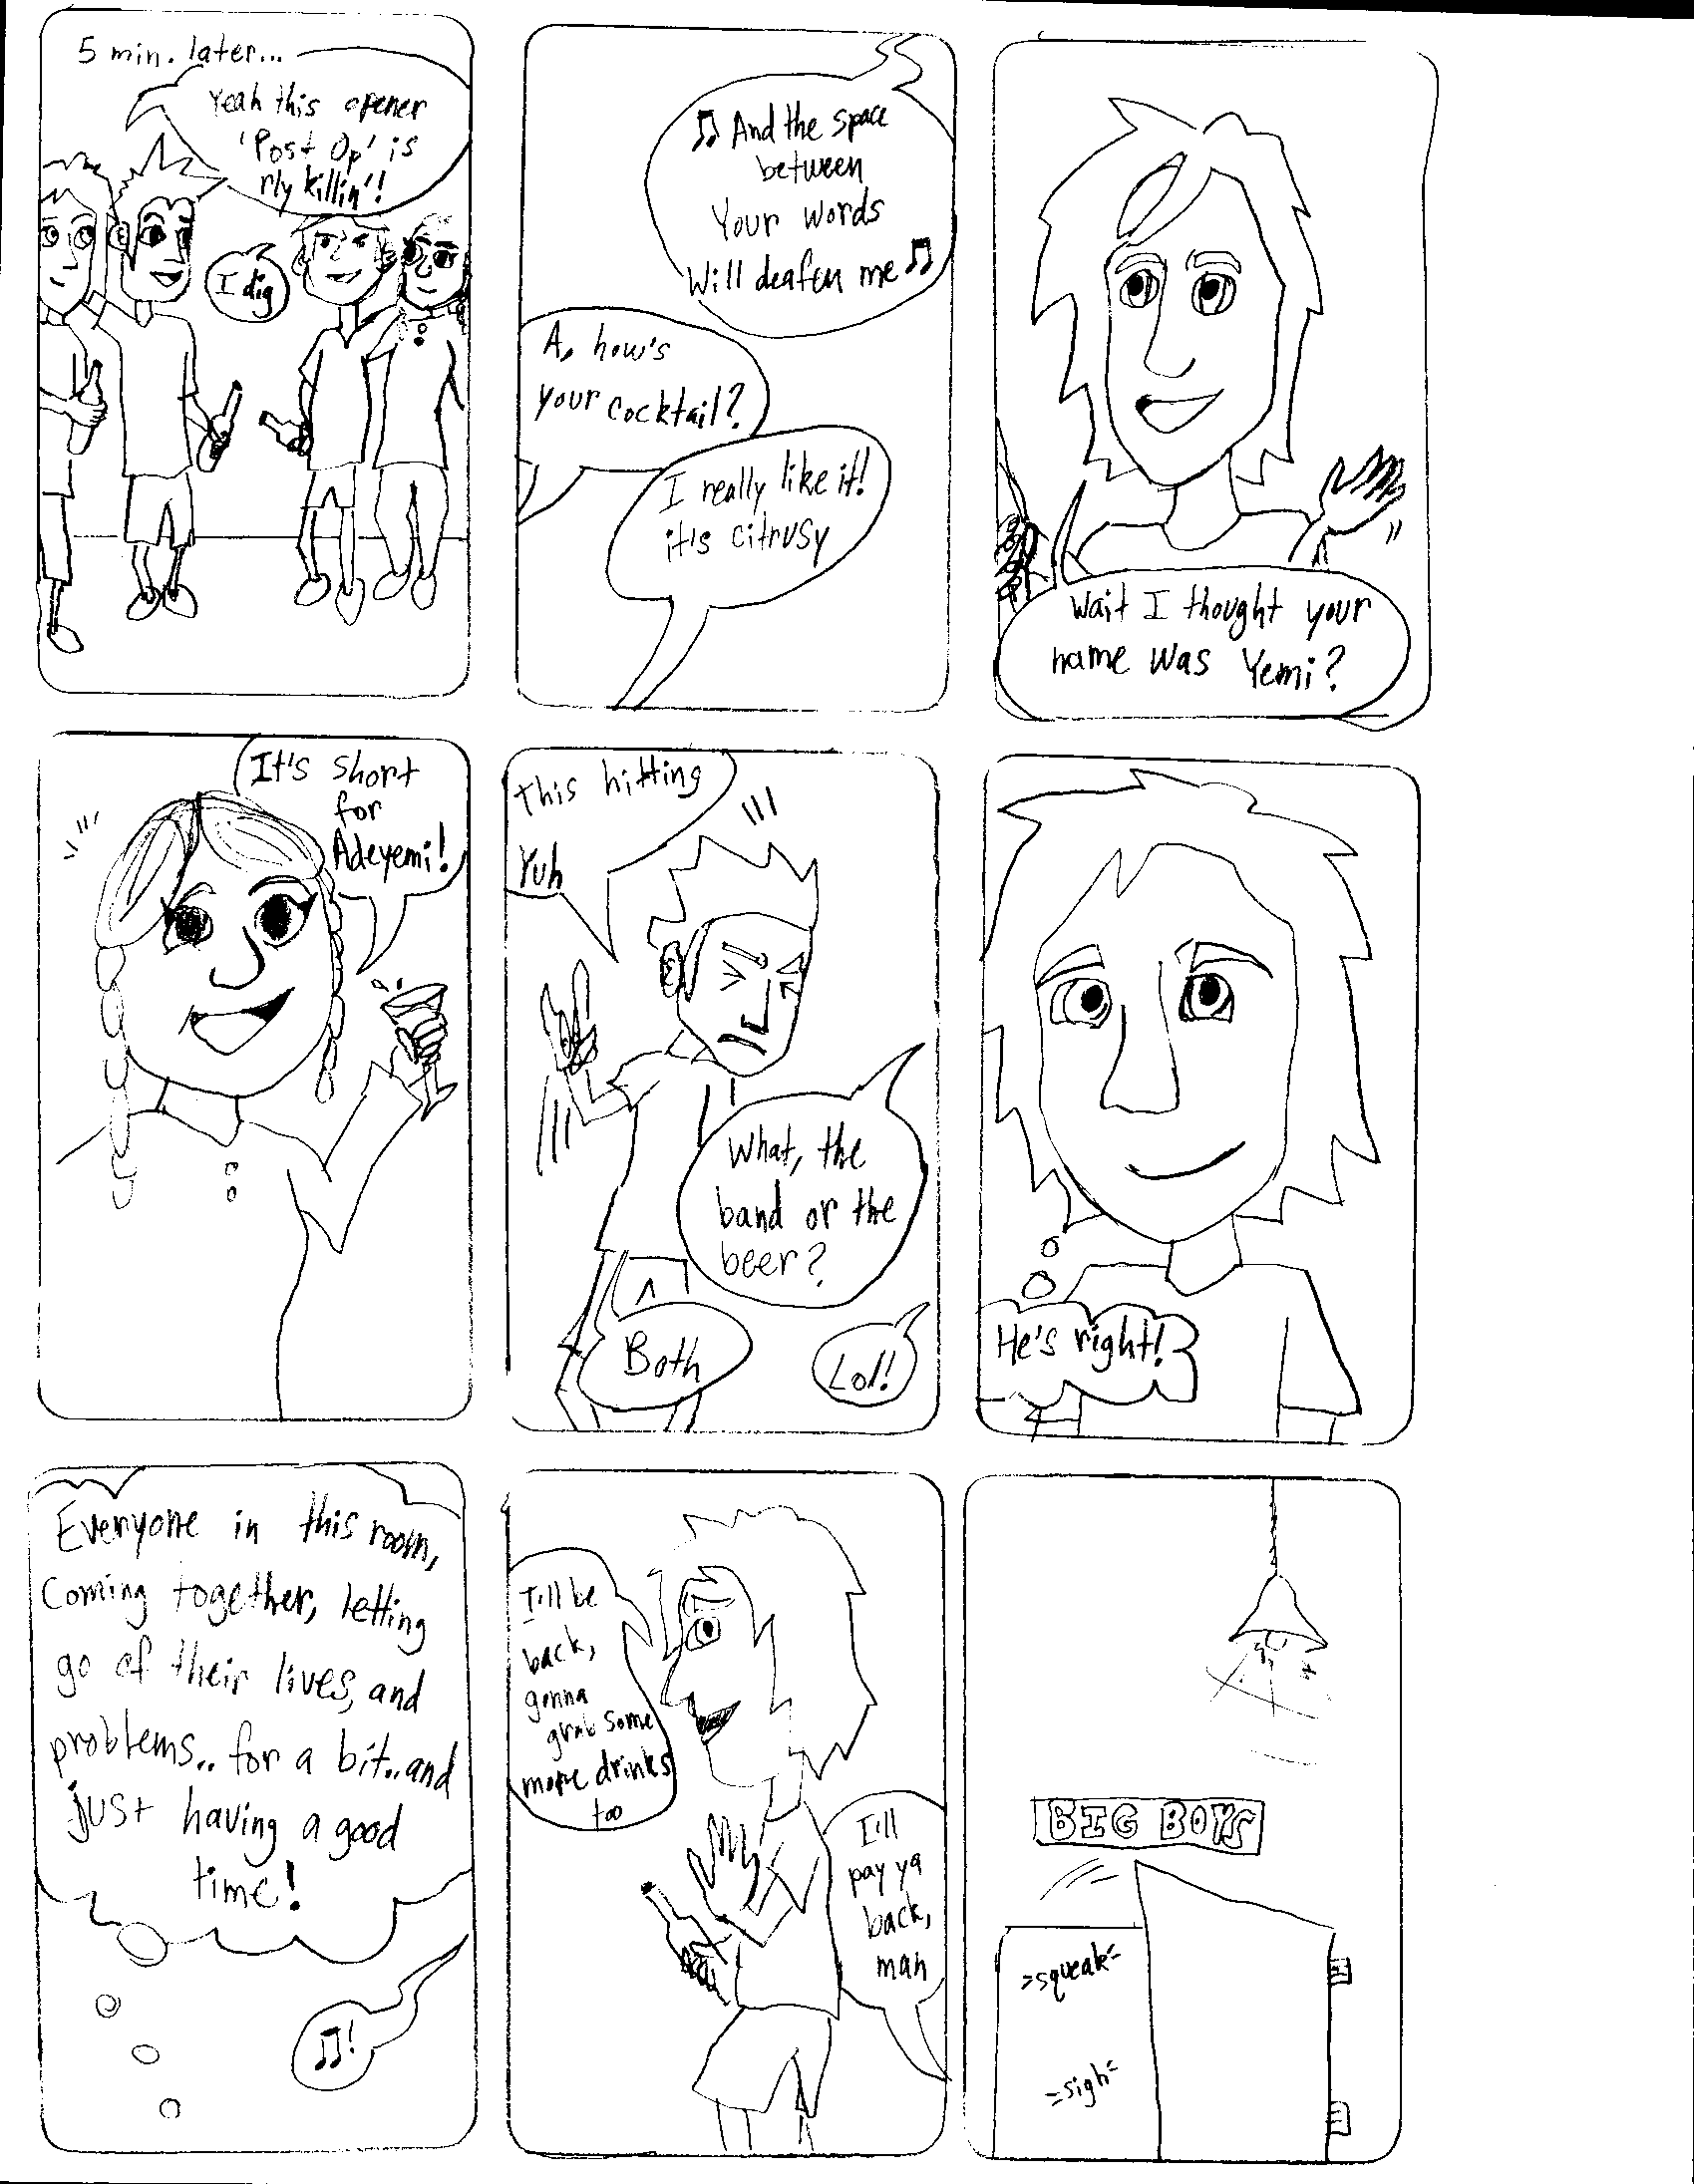 5 min. later...
Yeah this opener
'Post Op' is
rly killin'!
I dig
♫ And the space
between
Your words
Will deafen me ♫
A, how's
your cocktail?
I really like it!
it's citrusy
Wait I thought your
name was Yemi?
It's short
for
Adeyemi!
This hitting
Yuh
What, the
band or the
beer?
Both
Lol!
He's right!
Everyone in this room,
Coming together, letting
go of their lives, and
problems.. for a bit.. and
just having a good
time!
♫!
I'll be
back,
gonna
grab some
more drinks
too
I'll
pay ya
back,
man
BIG BOYS
=squeak=
=sigh=